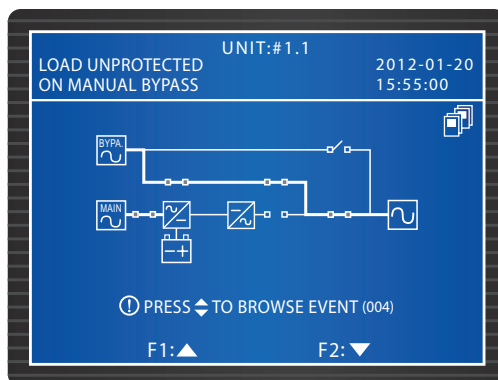 UNIT:#1.1
LOAD UNPROTECTED
ON MANUAL BYPASS
2012-01-20
15:55:00
BYPA.
MAIN
PRESS TO BROWSE EVENT (004)
F1:
F2: